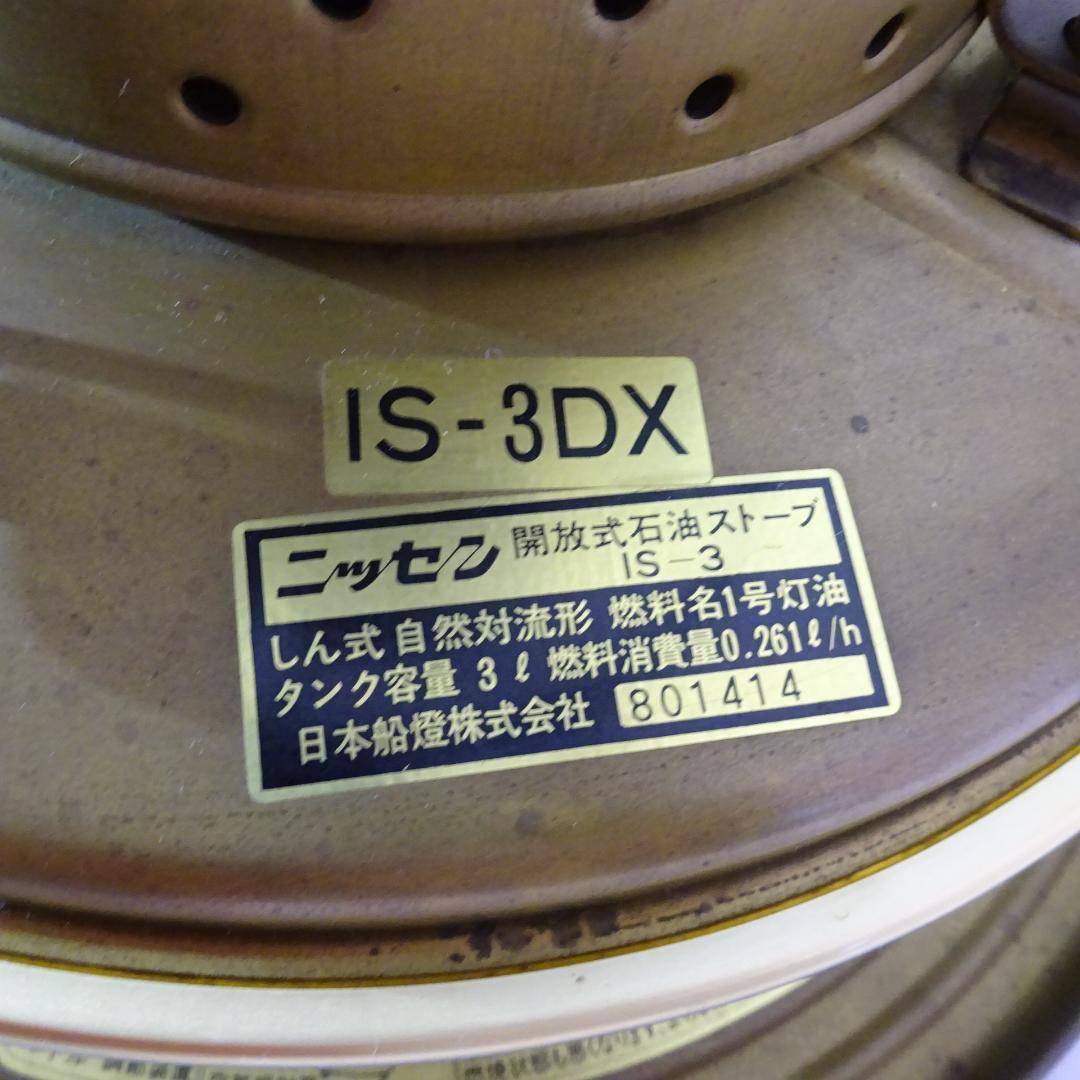 IS-3DX
ニッセン 開放式石油ストーブ
IS-3
しん式 自然対流形 燃料名1号灯油
タンク容量 3ℓ 燃料消費量0.261ℓ/h
日本船燈株式会社 801414